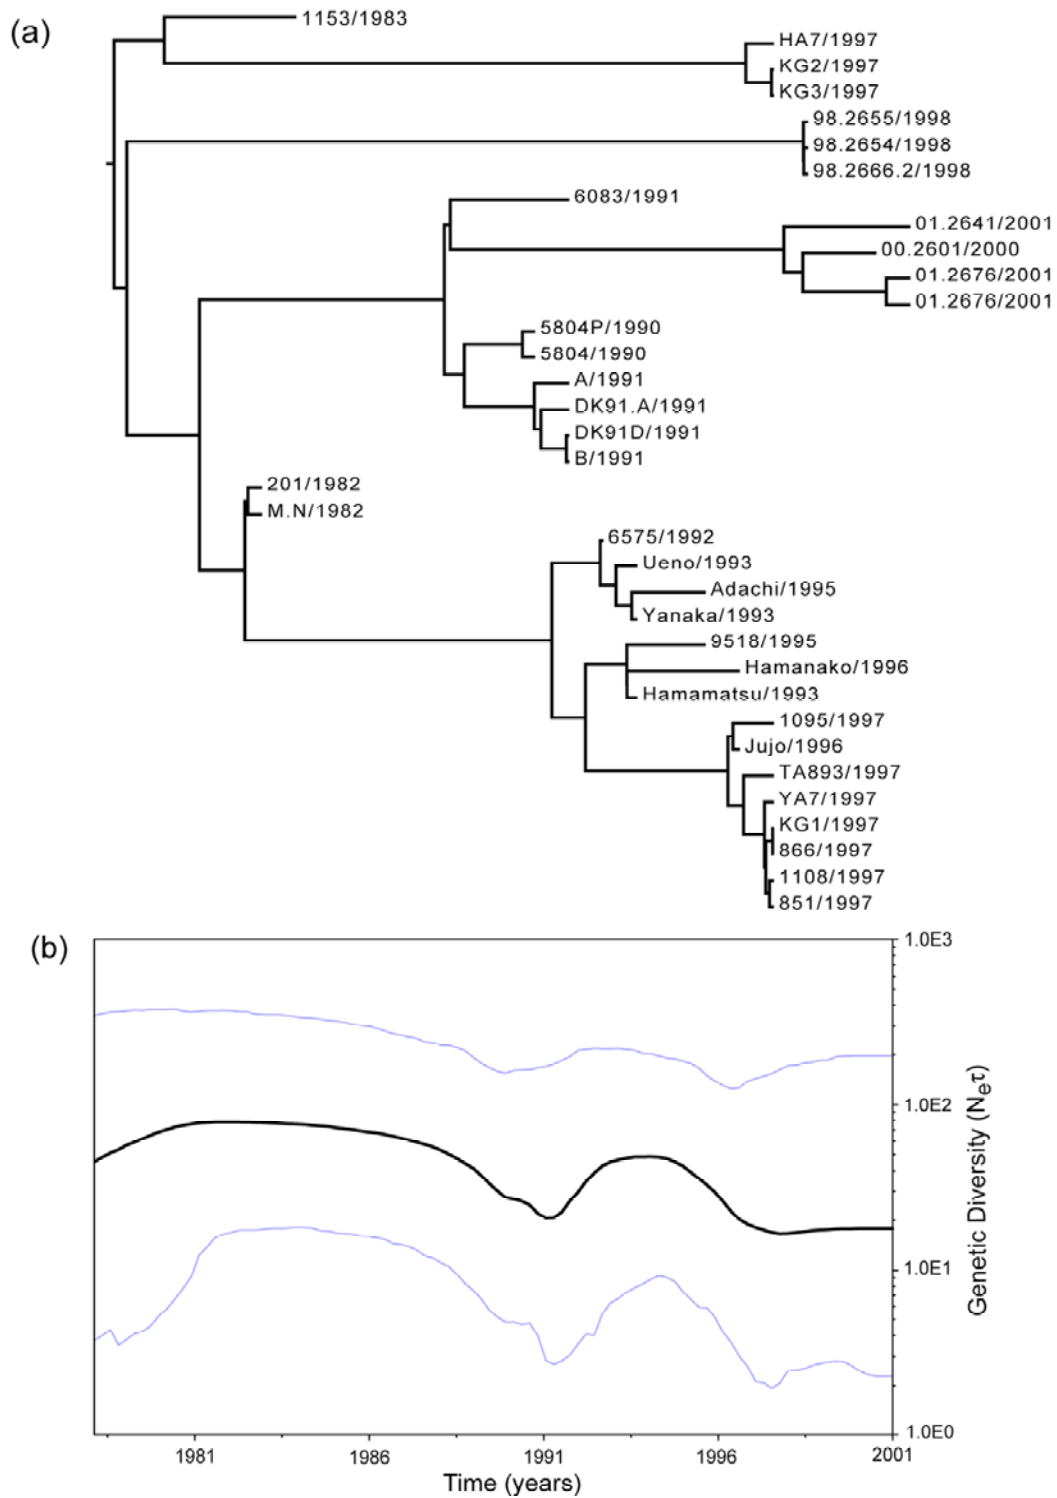 (a)
1153/1983
HA7/1997
KG2/1997
KG3/1997
98.2655/1998
98.2654/1998
98.2666.2/1998
6083/1991
01.2641/2001
00.2601/2000
01.2676/2001
01.2676/2001
5804P/1990
5804/1990
A/1991
DK91.A/1991
DK91D/1991
B/1991
201/1982
M.N/1982
6575/1992
Ueno/1993
Adachi/1995
Yanaka/1993
9518/1995
Hamanako/1996
Hamamatsu/1993
1095/1997
Jujo/1996
TA893/1997
YA7/1997
KG1/1997
866/1997
1108/1997
851/1997
(b)
1.0E3
1.0E2
1.0E1
1.0E0
Genetic Diversity (Neτ)
1981 1986 1991 1996 2001
Time (years)